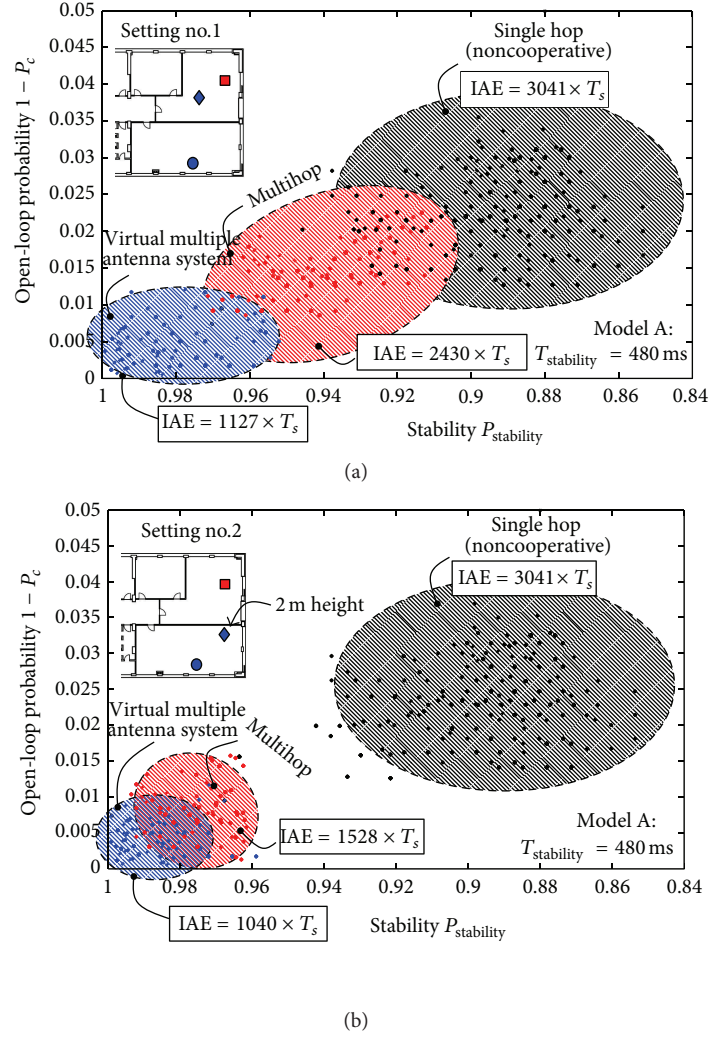 0.05
0.045
0.04
0.035
0.03
0.025
0.02
0.015
0.01
0.005
0
Open-loop probability 1 − P_c
Setting no.1
Single hop
(noncooperative)
IAE = 3041 × T_s
Multihop
Virtual multiple
antenna system
IAE = 2430 × T_s
Model A:
T_stability = 480 ms
IAE = 1127 × T_s
1 0.98 0.96 0.94 0.92 0.9 0.88 0.86 0.84
Stability P_stability
(a)
0.05
0.045
0.04
0.035
0.03
0.025
0.02
0.015
0.01
0.005
0
Open-loop probability 1 − P_c
Setting no.2
Single hop
(noncooperative)
IAE = 3041 × T_s
2 m height
Virtual multiple
antenna system
Multihop
IAE = 1528 × T_s
Model A:
T_stability = 480 ms
1 0.98 0.96 0.94 0.92 0.9 0.88 0.86 0.84
IAE = 1040 × T_s
Stability P_stability
(b)